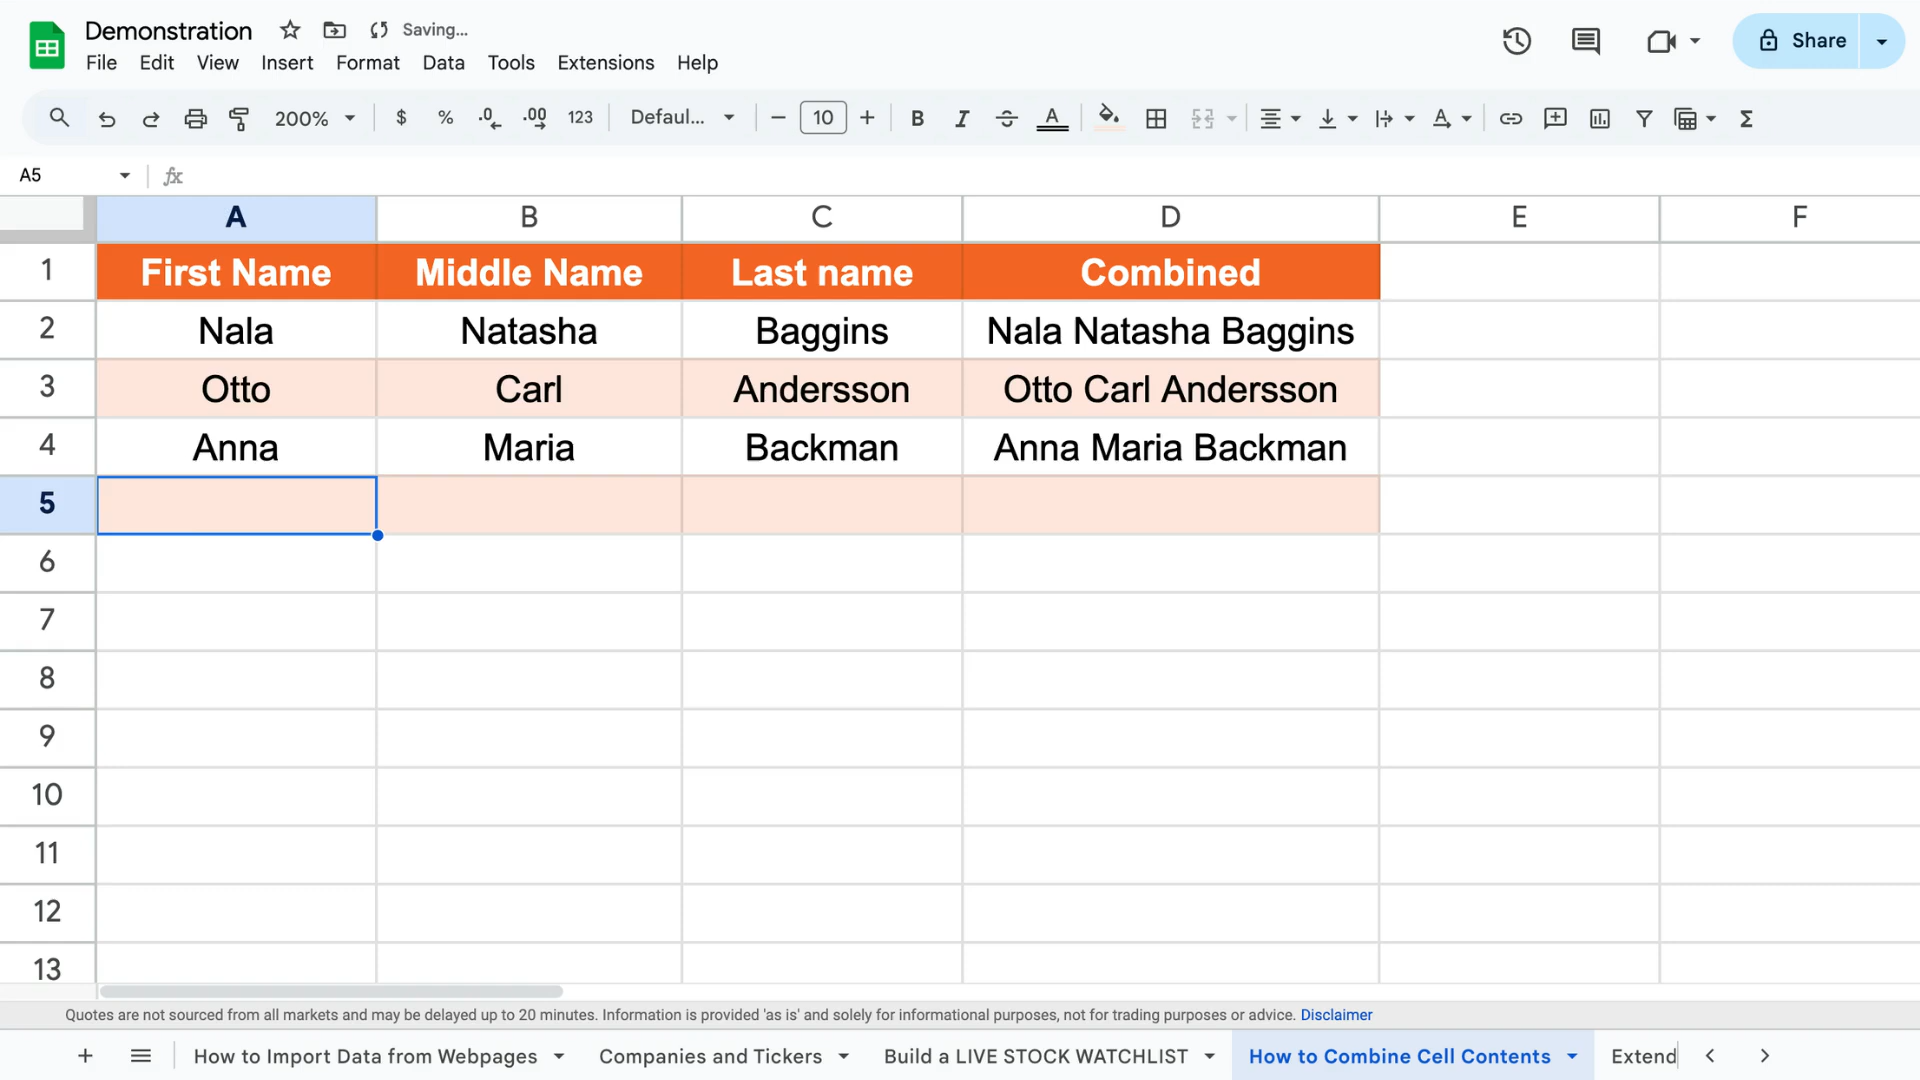 Demonstration Saving...
File Edit View Insert Format Data Tools Extensions Help
Share
200% $ % .0 .00 123 Defaul... 10 B I A
A5 fx
A B C D E F
1 First Name Middle Name Last name Combined
2 Nala Natasha Baggins Nala Natasha Baggins
3 Otto Carl Andersson Otto Carl Andersson
4 Anna Maria Backman Anna Maria Backman
5
6
7
8
9
10
11
12
13
Quotes are not sourced from all markets and may be delayed up to 20 minutes. Information is provided 'as is' and solely for informational purposes, not for trading purposes or advice. Disclaimer
How to Import Data from Webpages Companies and Tickers Build a LIVE STOCK WATCHLIST How to Combine Cell Contents Extend